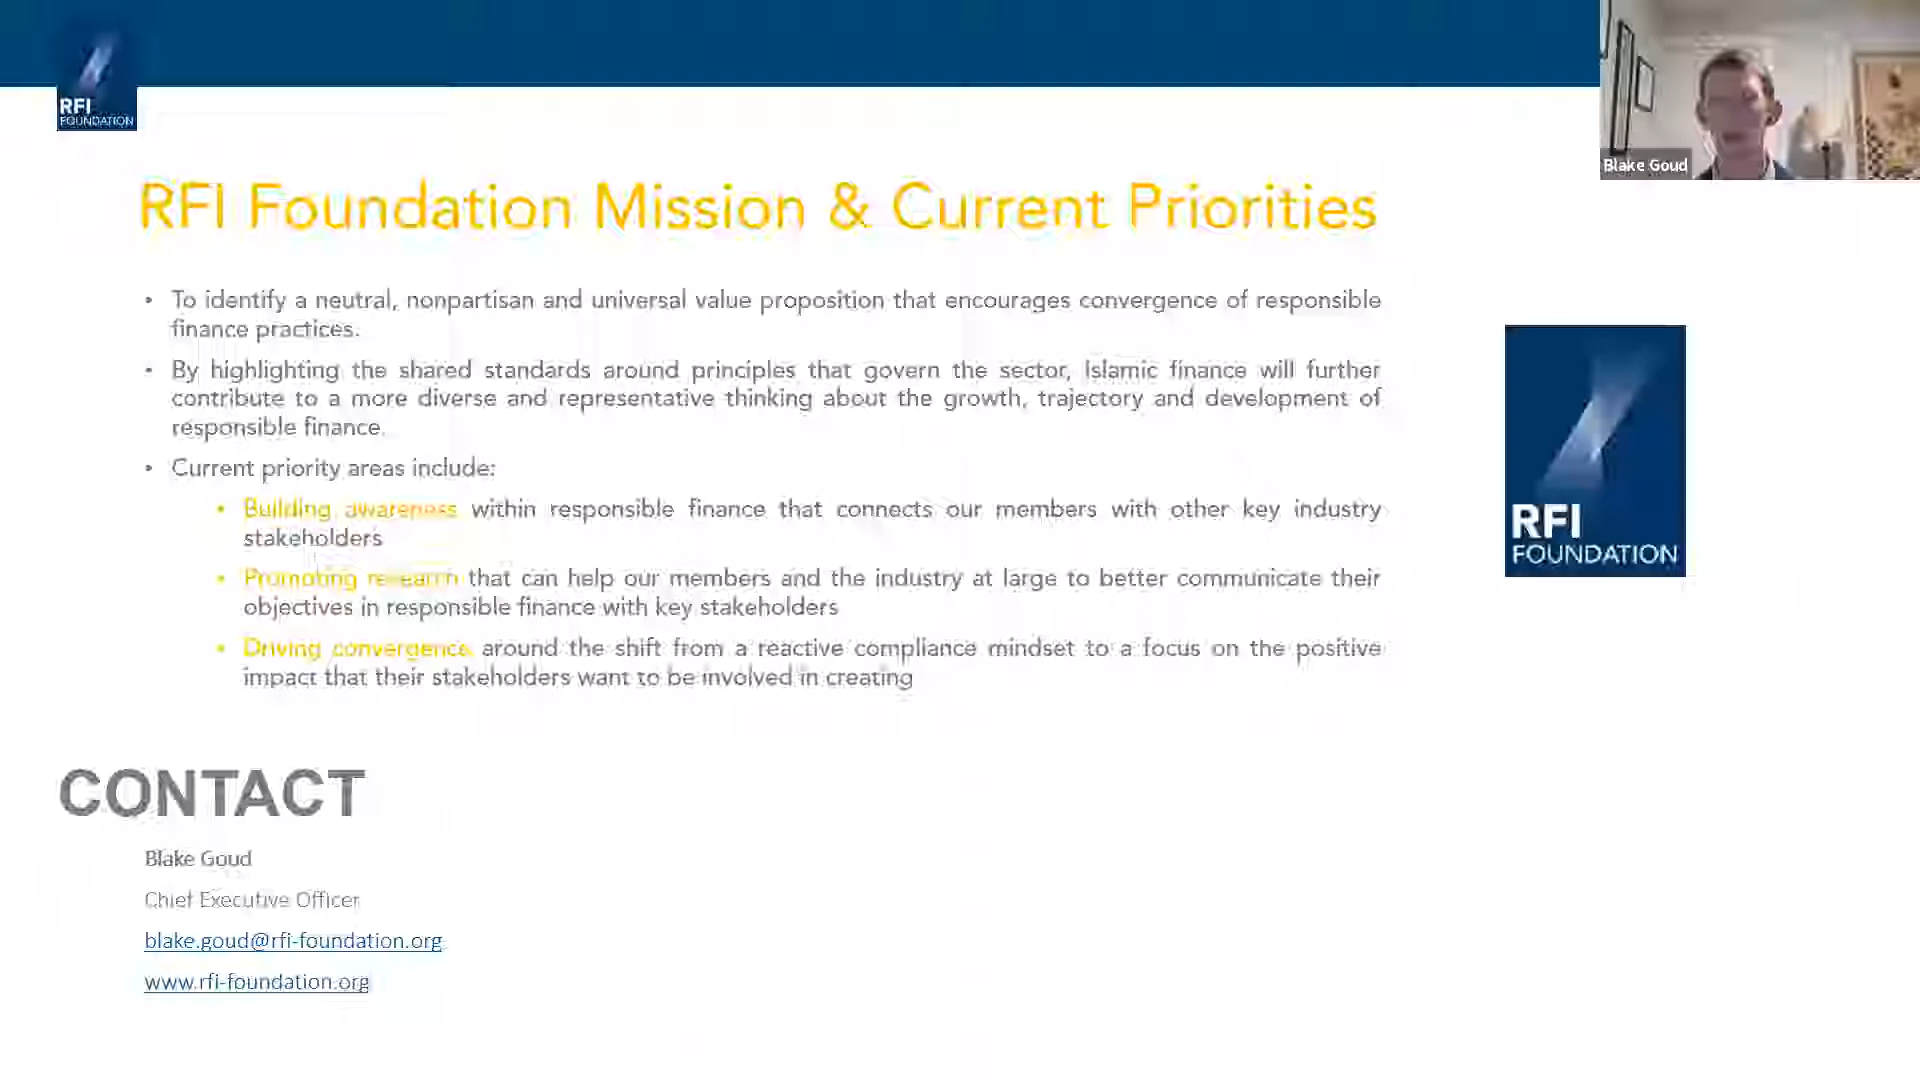 RFI
FOUNDATION
Blake Goud
RFI Foundation Mission & Current Priorities
• To identify a neutral, nonpartisan and universal value proposition that encourages convergence of responsible
finance practices.
• By highlighting the shared standards around principles that govern the sector, Islamic finance will further
contribute to a more diverse and representative thinking about the growth, trajectory and development of
responsible finance.
• Current priority areas include:
• Building awareness within responsible finance that connects our members with other key industry
stakeholders
• Promoting research that can help our members and the industry at large to better communicate their
objectives in responsible finance with key stakeholders
• Driving convergence around the shift from a reactive compliance mindset to a focus on the positive
impact that their stakeholders want to be involved in creating
RFI
FOUNDATION
CONTACT
Blake Goud
Chief Executive Officer
blake.goud@rfi-foundation.org
www.rfi-foundation.org